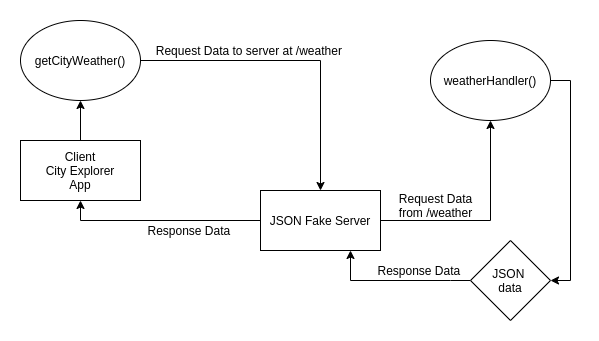 Request Data to server at /weather
getCityWeather()
weatherHandler()
Client
City Explorer
App
Request Data
from /weather
JSON Fake Server
Response Data
Response Data
JSON
data